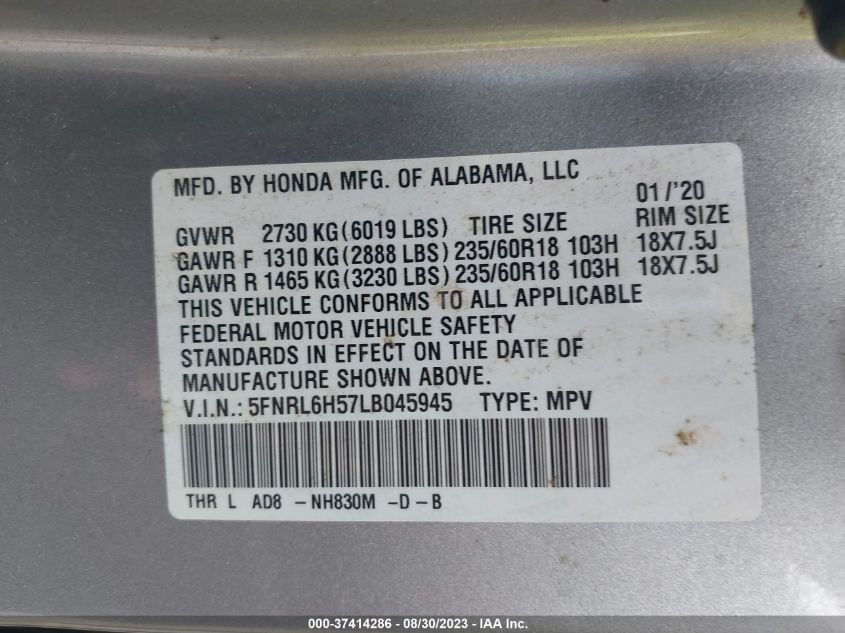 MFD. BY HONDA MFG. OF ALABAMA, LLC
01/'20
GVWR 2730 KG(6019 LBS) TIRE SIZE RIM SIZE
GAWR F 1310 KG(2888 LBS) 235/60R18 103H 18X7.5J
GAWR R 1465 KG(3230 LBS) 235/60R18 103H 18X7.5J
THIS VEHICLE CONFORMS TO ALL APPLICABLE
FEDERAL MOTOR VEHICLE SAFETY
STANDARDS IN EFFECT ON THE DATE OF
MANUFACTURE SHOWN ABOVE.
V.I.N.: 5FNRL6H57LB045945 TYPE: MPV
THR L AD8 -NH830M -D-B
000-37414286 - 08/30/2023 - IAA Inc.